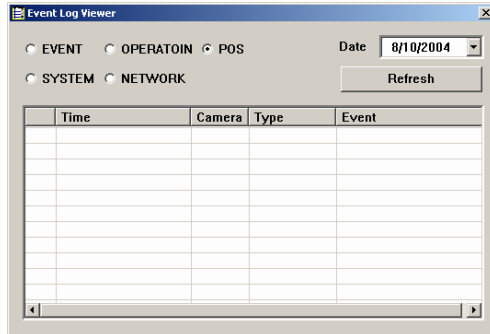 Event Log Viewer
EVENT OPERATOIN POS Date 8/10/2004
SYSTEM NETWORK Refresh
Time Camera Type Event